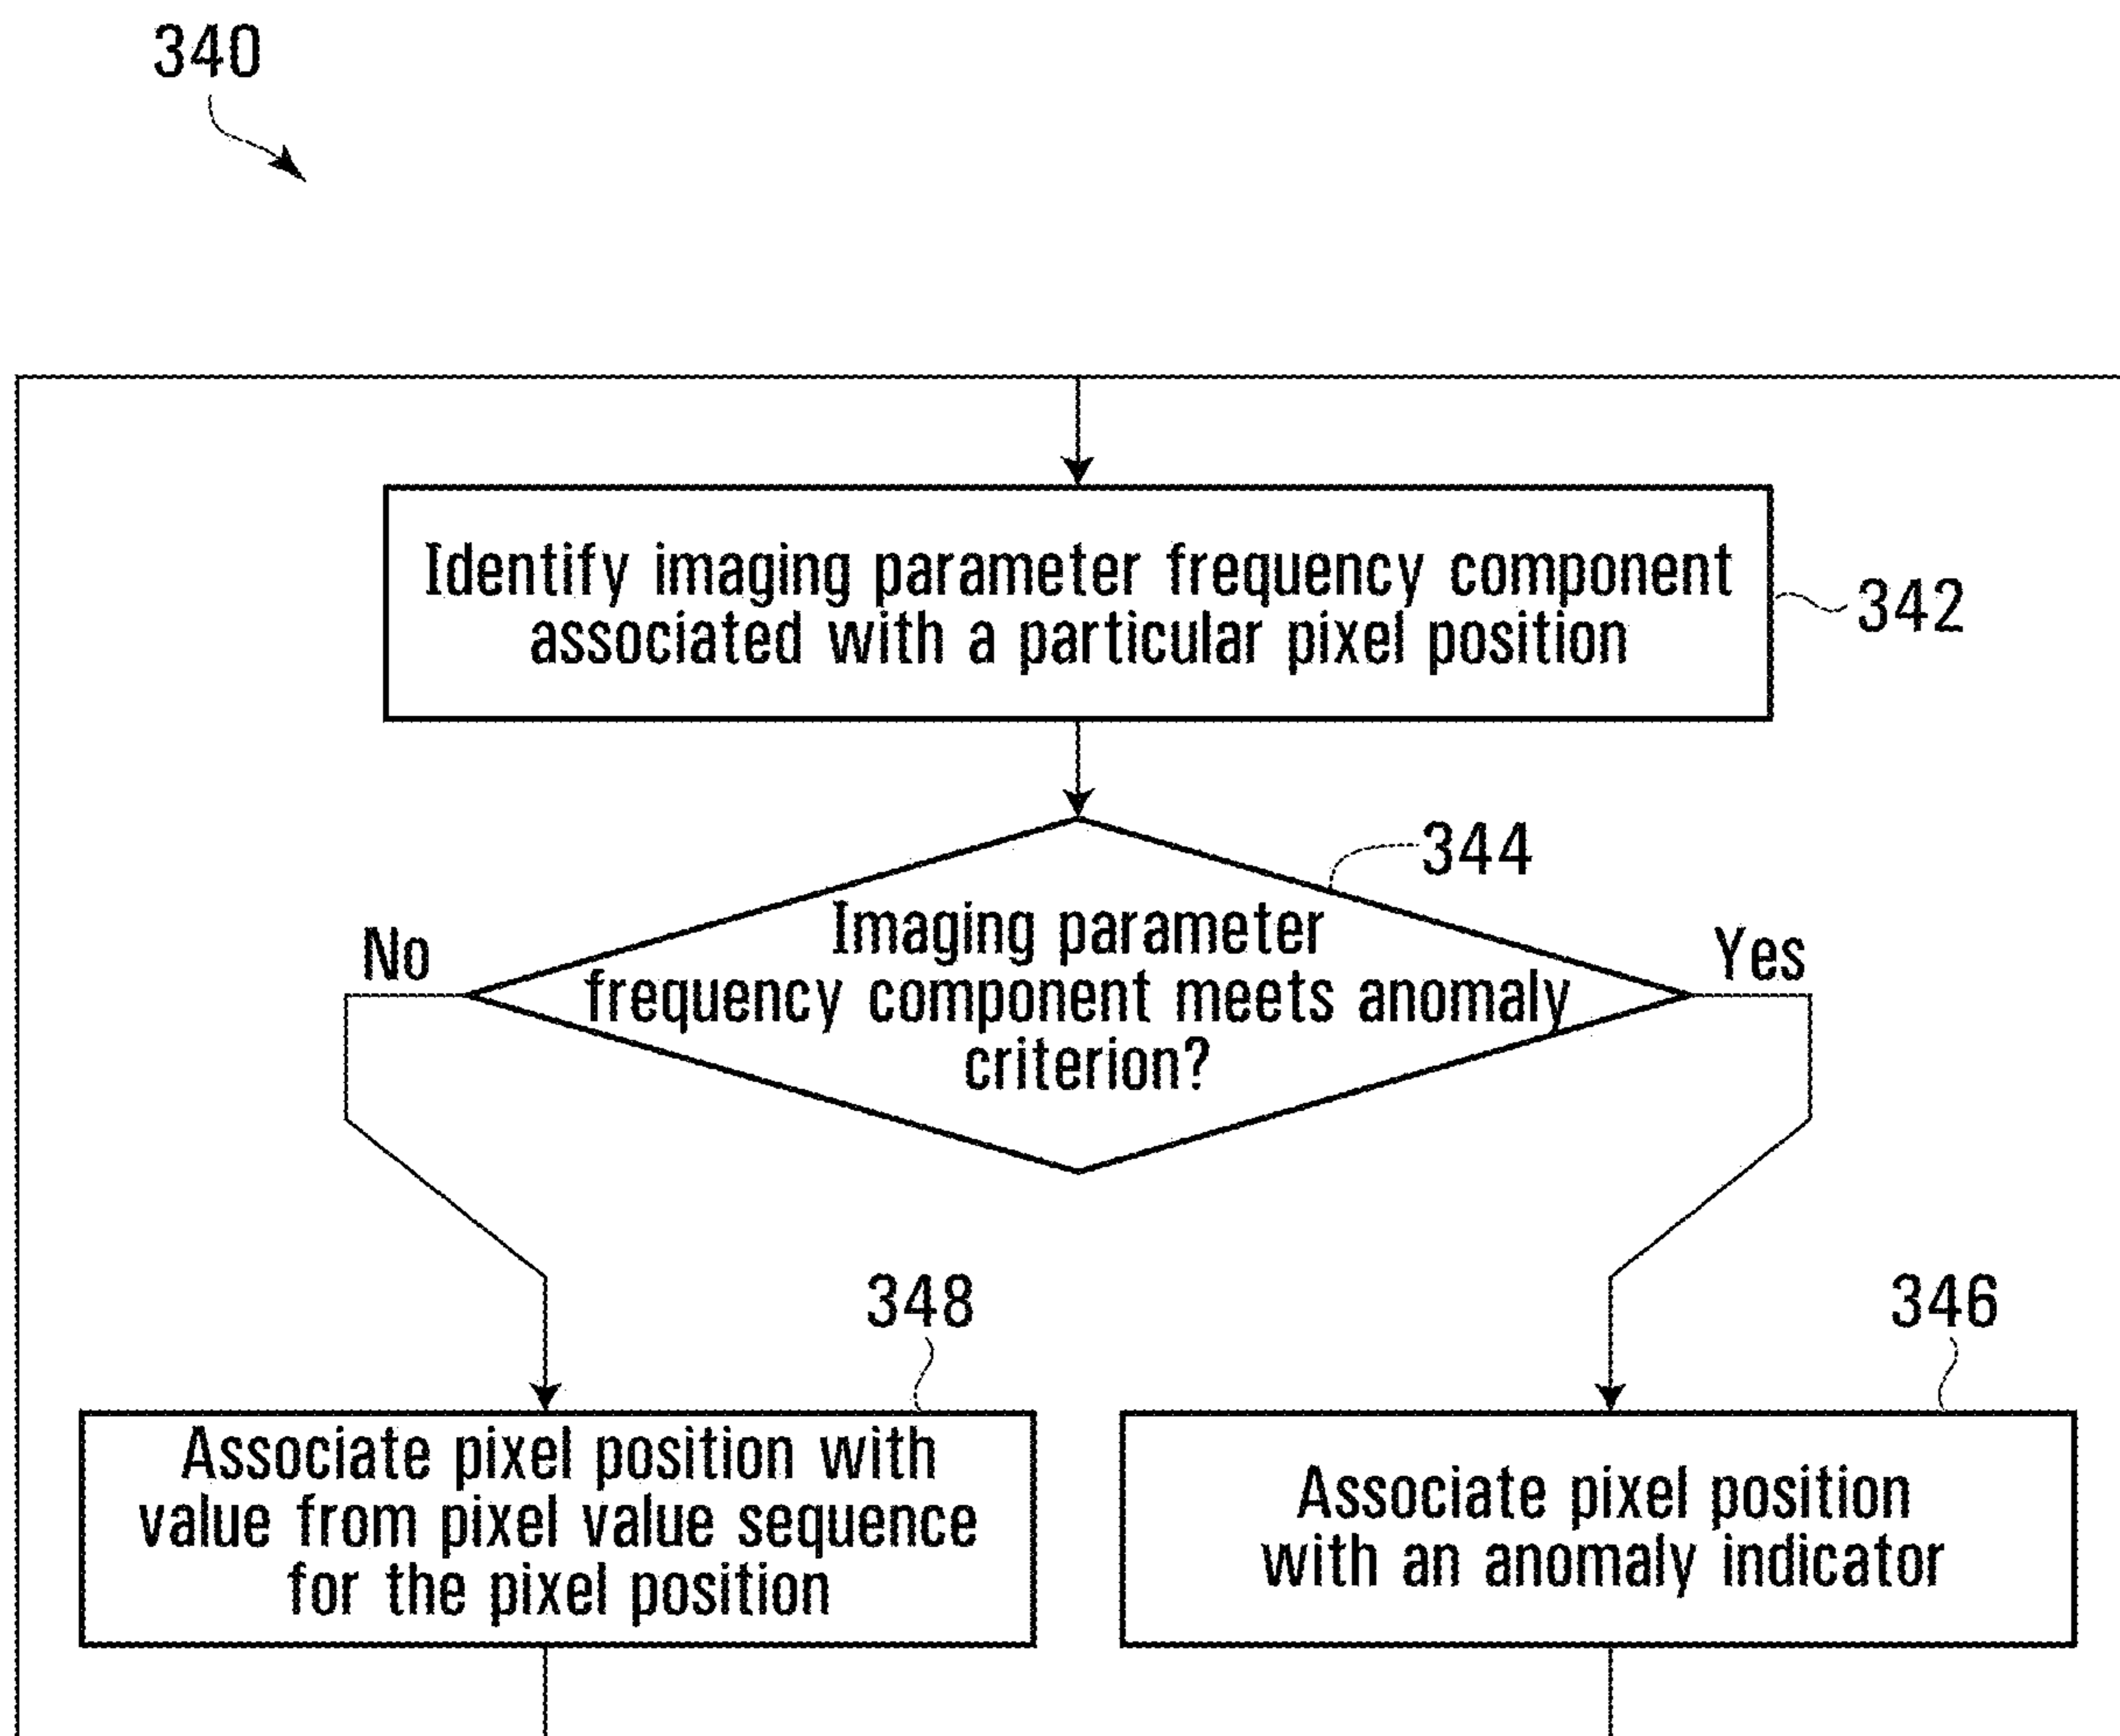 340
Identify imaging parameter frequency component
associated with a particular pixel position
342
344
Imaging parameter
frequency component meets anomaly
criterion?
No
Yes
348
346
Associate pixel position with
value from pixel value sequence
for the pixel position
Associate pixel position
with an anomaly indicator